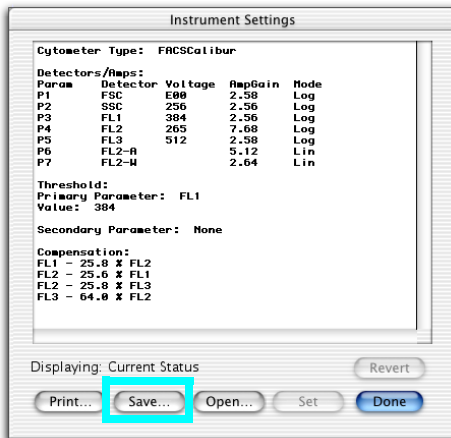 Instrument Settings
Cytometer Type: FACSCalibur
Detectors/Amps:
Param Detector Voltage AmpGain Mode
P1 FSC E00 2.58 Log
P2 SSC 256 2.56 Log
P3 FL1 384 2.56 Log
P4 FL2 265 7.68 Log
P5 FL3 512 2.58 Log
P6 FL2-A 5.12 Lin
P7 FL2-W 2.64 Lin
Threshold:
Primary Parameter: FL1
Value: 384
Secondary Parameter: None
Compensation:
FL1 - 25.8 % FL2
FL2 - 25.6 % FL1
FL2 - 25.8 % FL3
FL3 - 64.0 % FL2
Displaying: Current Status
Revert
Print... Save... Open... Set Done